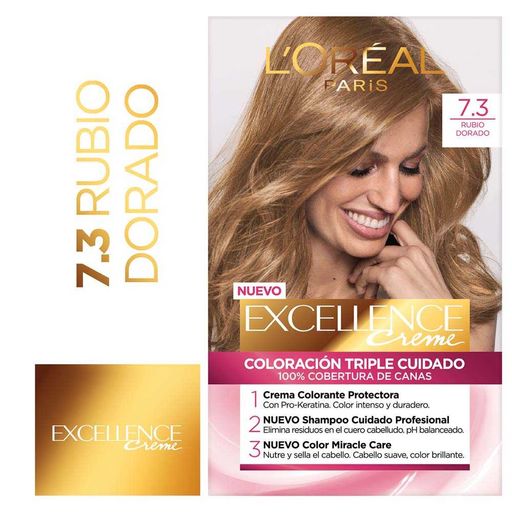 7.3 RUBIO
DORADO
EXCELLENCE
Creme
L'ORÉAL
PARIS
7.3
RUBIO
DORADO
NUEVO
EXCELLENCE
Creme
COLORACIÓN TRIPLE CUIDADO
100% COBERTURA DE CANAS
1 Crema Colorante Protectora
Con Pro-Keratina. Color intenso y duradero.
2 NUEVO Shampoo Cuidado Profesional
Elimina residuos en el cuero cabelludo. pH balanceado.
3 NUEVO Color Miracle Care
Nutre y sella el cabello. Cabello suave, color brillante.